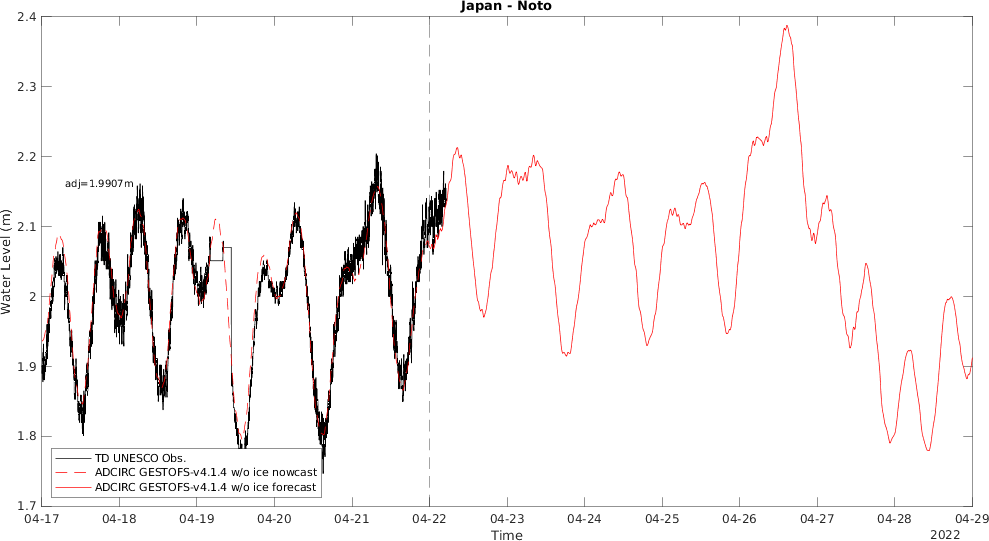 Japan - Noto
2.4
2.3
2.2
2.1
2
1.9
1.8
1.7
Water Level (m)
adj=1.9907m
TD UNESCO Obs.
ADCIRC GESTOFS-v4.1.4 w/o ice nowcast
ADCIRC GESTOFS-v4.1.4 w/o ice forecast
04-17 04-18 04-19 04-20 04-21 04-22 04-23 04-24 04-25 04-26 04-27 04-28 04-29
Time
2022